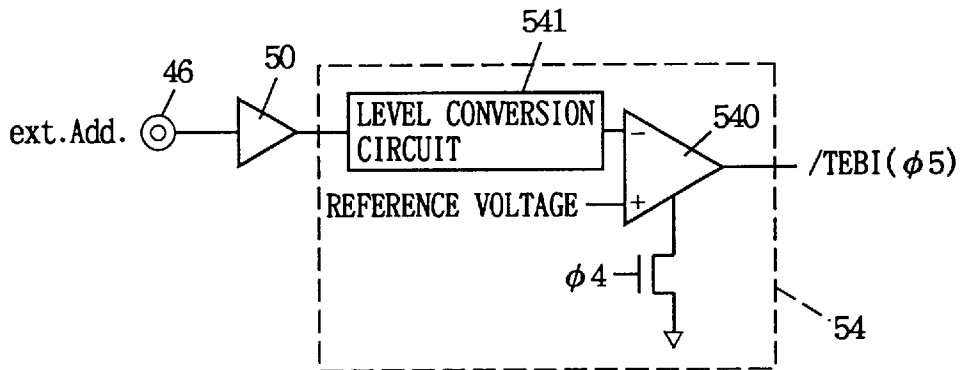 541
46
50
ext.Add.
LEVEL CONVERSION
CIRCUIT
−
540
/TEBI(φ5)
REFERENCE VOLTAGE
+
φ4
54